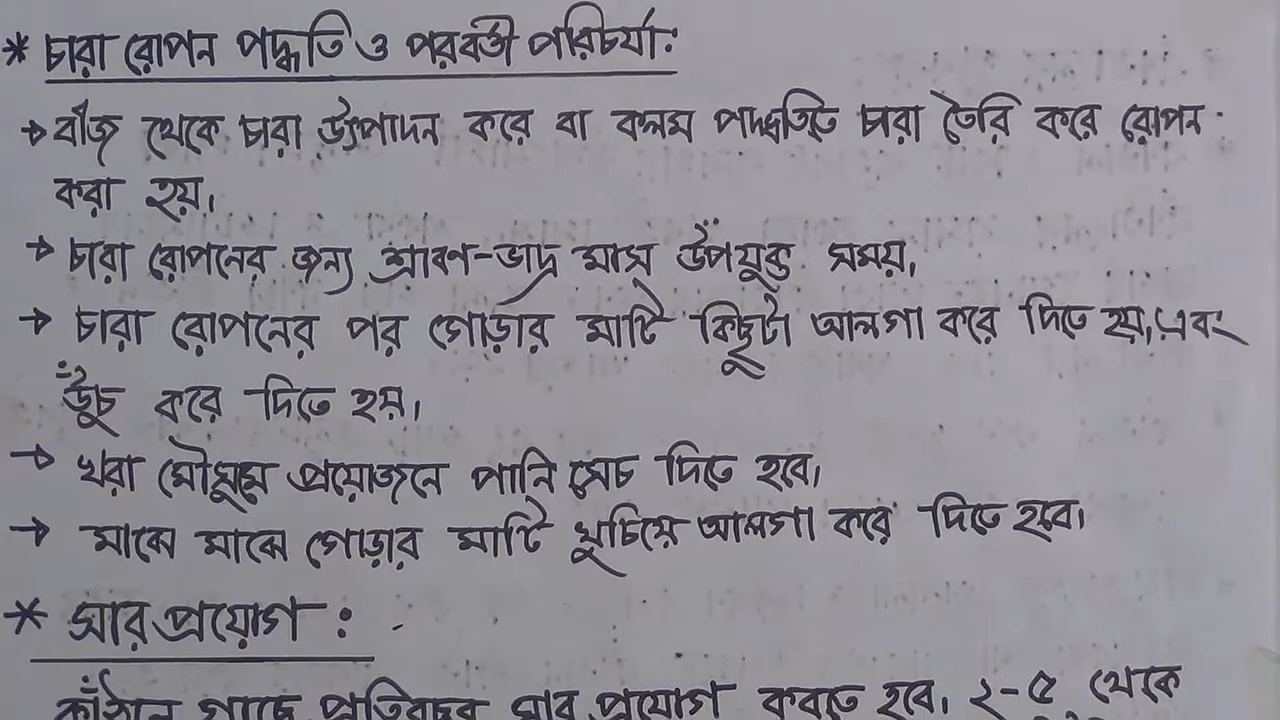 * চারা রোপন পদ্ধতি ও পরবর্তী পরিচর্যা:
→ বীজ থেকে চারা উৎপাদন করে বা কলম পদ্ধতিতে চারা তৈরি করে রোপন
করা হয়।
→ চারা রোপনের জন্য শ্রাবণ-ভাদ্র মাস উপযুক্ত সময়।
→ চারা রোপনের পর গোড়ার মাটি কিছুটা আলগা করে দিতে হয়, এবং
উঁচু করে দিতে হয়।
→ খরা মৌসুমে প্রয়োজনে পানি সেচ দিতে হবে।
→ মাঝে মাঝে গোড়ার মাটি খুচিয়ে আলগা করে দিতে হবে।
* সার প্রয়োগ :
কাঁঠাল গাছে প্রতিবছর সার প্রয়োগ করতে হবে। ২-৫ থেকে